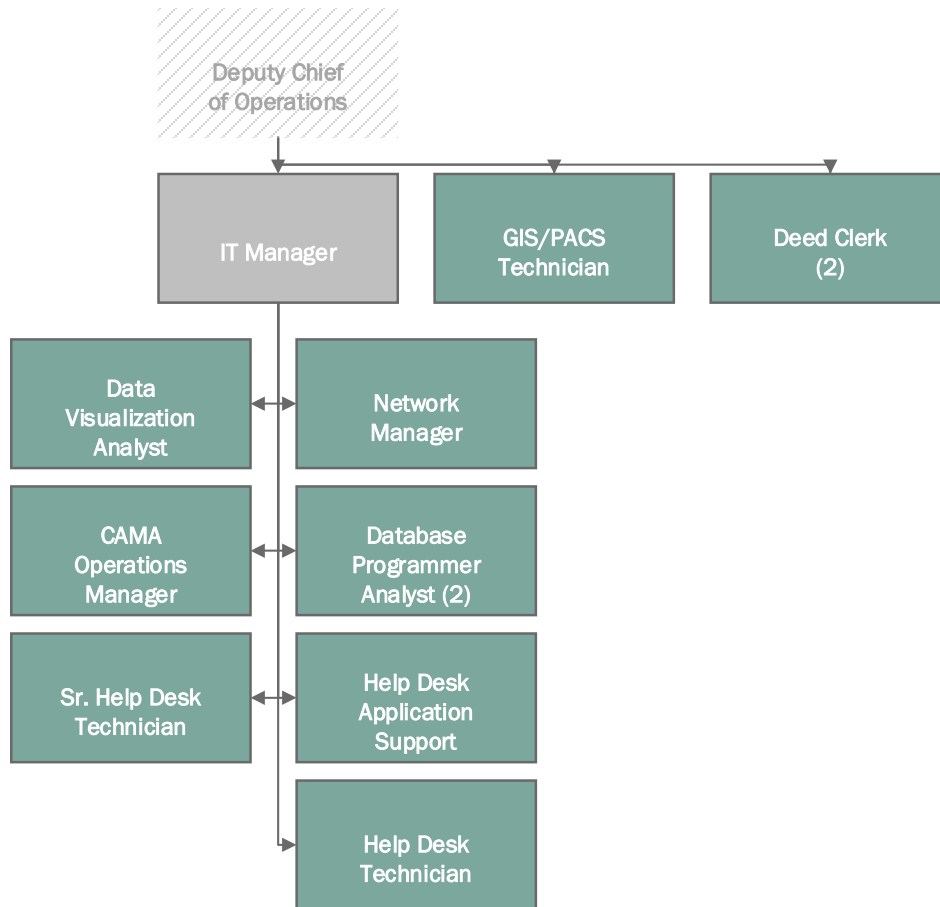 Deputy Chief
of Operations
IT Manager
GIS/PACS
Technician
Deed Clerk
(2)
Data
Visualization
Analyst
Network
Manager
CAMA
Operations
Manager
Database
Programmer
Analyst (2)
Sr. Help Desk
Technician
Help Desk
Application
Support
Help Desk
Technician